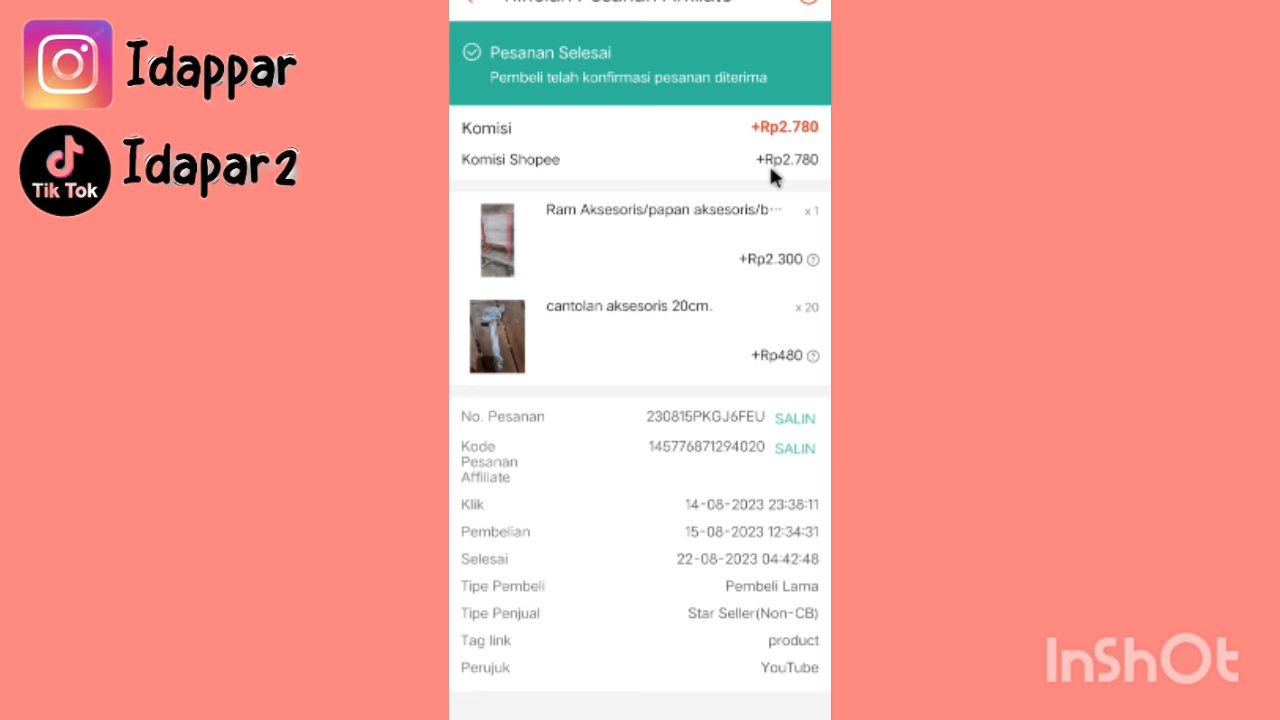 Idappar
Tik Tok
Idapar2
Rincian Pesanan Affiliate
Pesanan Selesai
Pembeli telah konfirmasi pesanan diterima
Komisi +Rp2.780
Komisi Shopee +Rp2.780
Ram Aksesoris/papan aksesoris/b··· x 1
+Rp2.300
cantolan aksesoris 20cm. x 20
+Rp480
No. Pesanan 230815PKGJ6FEU SALIN
Kode 145776871294020 SALIN
Pesanan
Affiliate
Klik 14-08-2023 23:38:11
Pembelian 15-08-2023 12:34:31
Selesai 22-08-2023 04:42:48
Tipe Pembeli Pembeli Lama
Tipe Penjual Star Seller(Non-CB)
Tag link product
Perujuk YouTube
InShOt